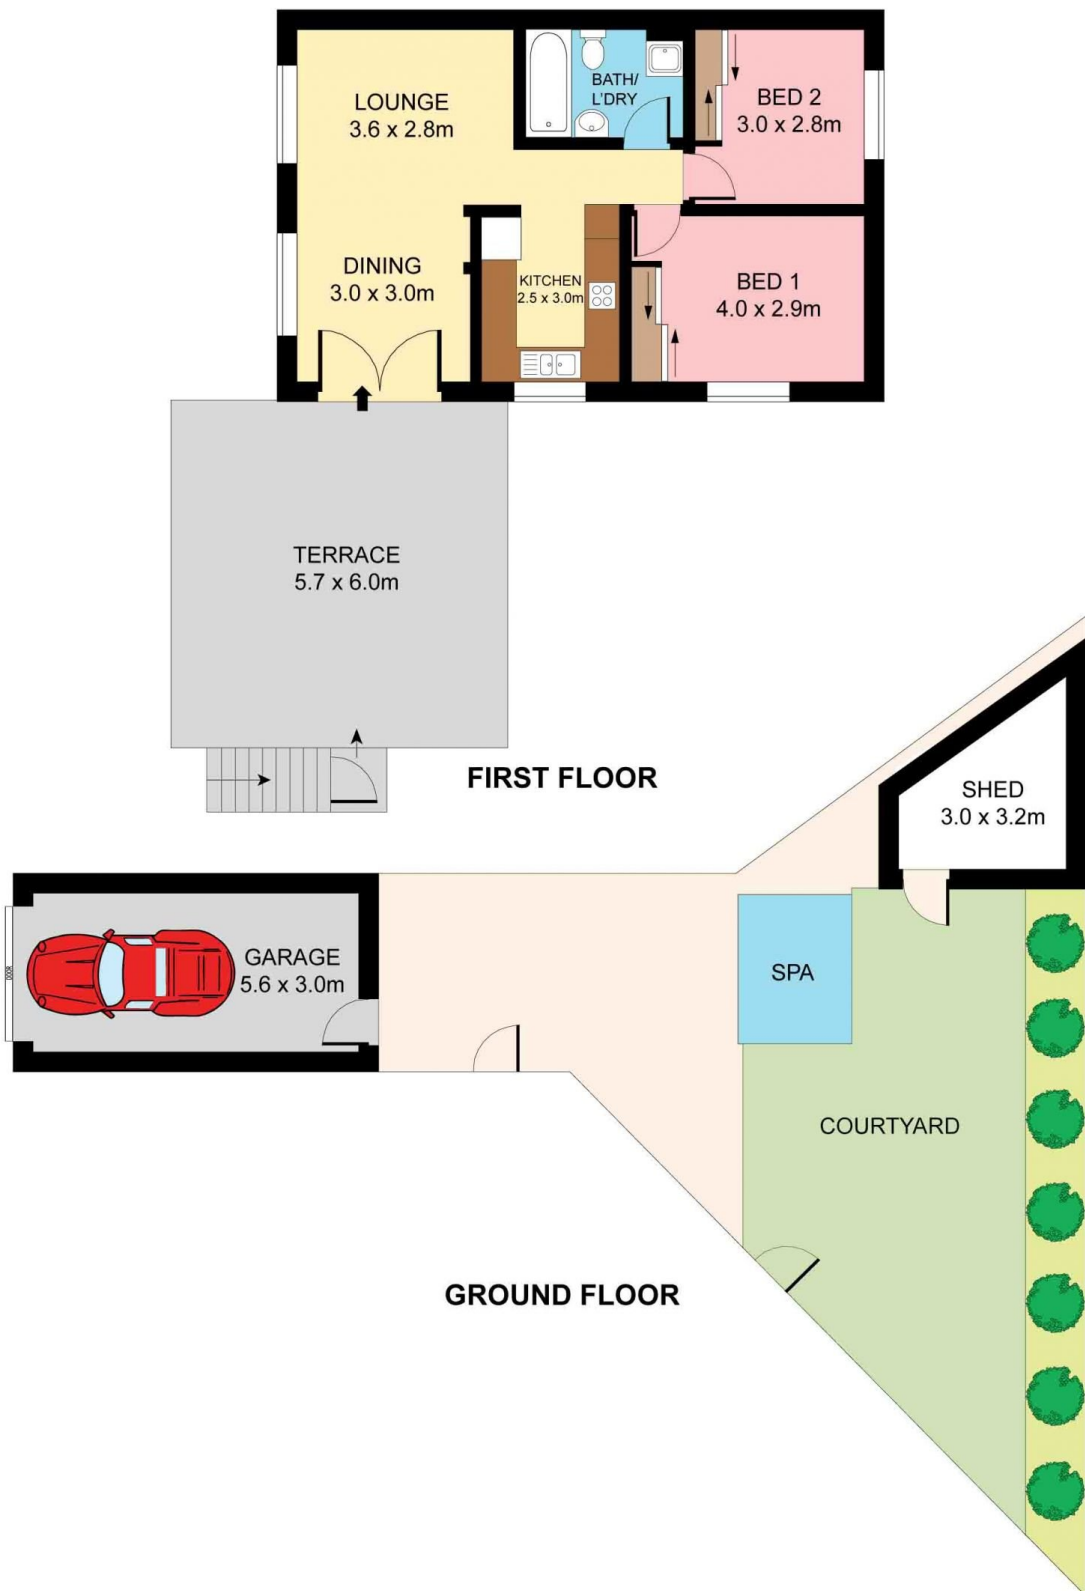 LOUNGE
3.6 x 2.8m
BATH/
L'DRY
BED 2
3.0 x 2.8m
DINING
3.0 x 3.0m
KITCHEN
2.5 x 3.0m
BED 1
4.0 x 2.9m
TERRACE
5.7 x 6.0m
FIRST FLOOR
SHED
3.0 x 3.2m
DOOR
GARAGE
5.6 x 3.0m
SPA
COURTYARD
GROUND FLOOR